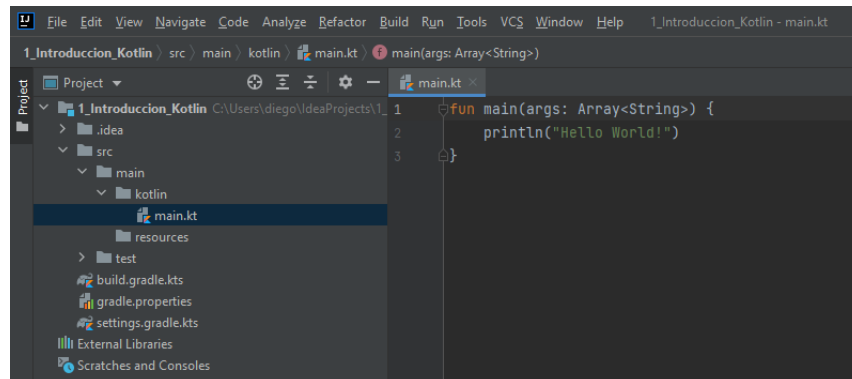 IJ File Edit View Navigate Code Analyze Refactor Build Run Tools VCS Window Help 1_Introduccion_Kotlin - main.kt
1_Introduccion_Kotlin src main kotlin main.kt f main(args: Array<String>)
Project
Project
main.kt
1_Introduccion_Kotlin C:\Users\diego\IdeaProjects\1_
.idea
src
main
kotlin
main.kt
resources
test
build.gradle.kts
gradle.properties
settings.gradle.kts
External Libraries
Scratches and Consoles
1 fun main(args: Array<String>) {
2 println("Hello World!")
3 }